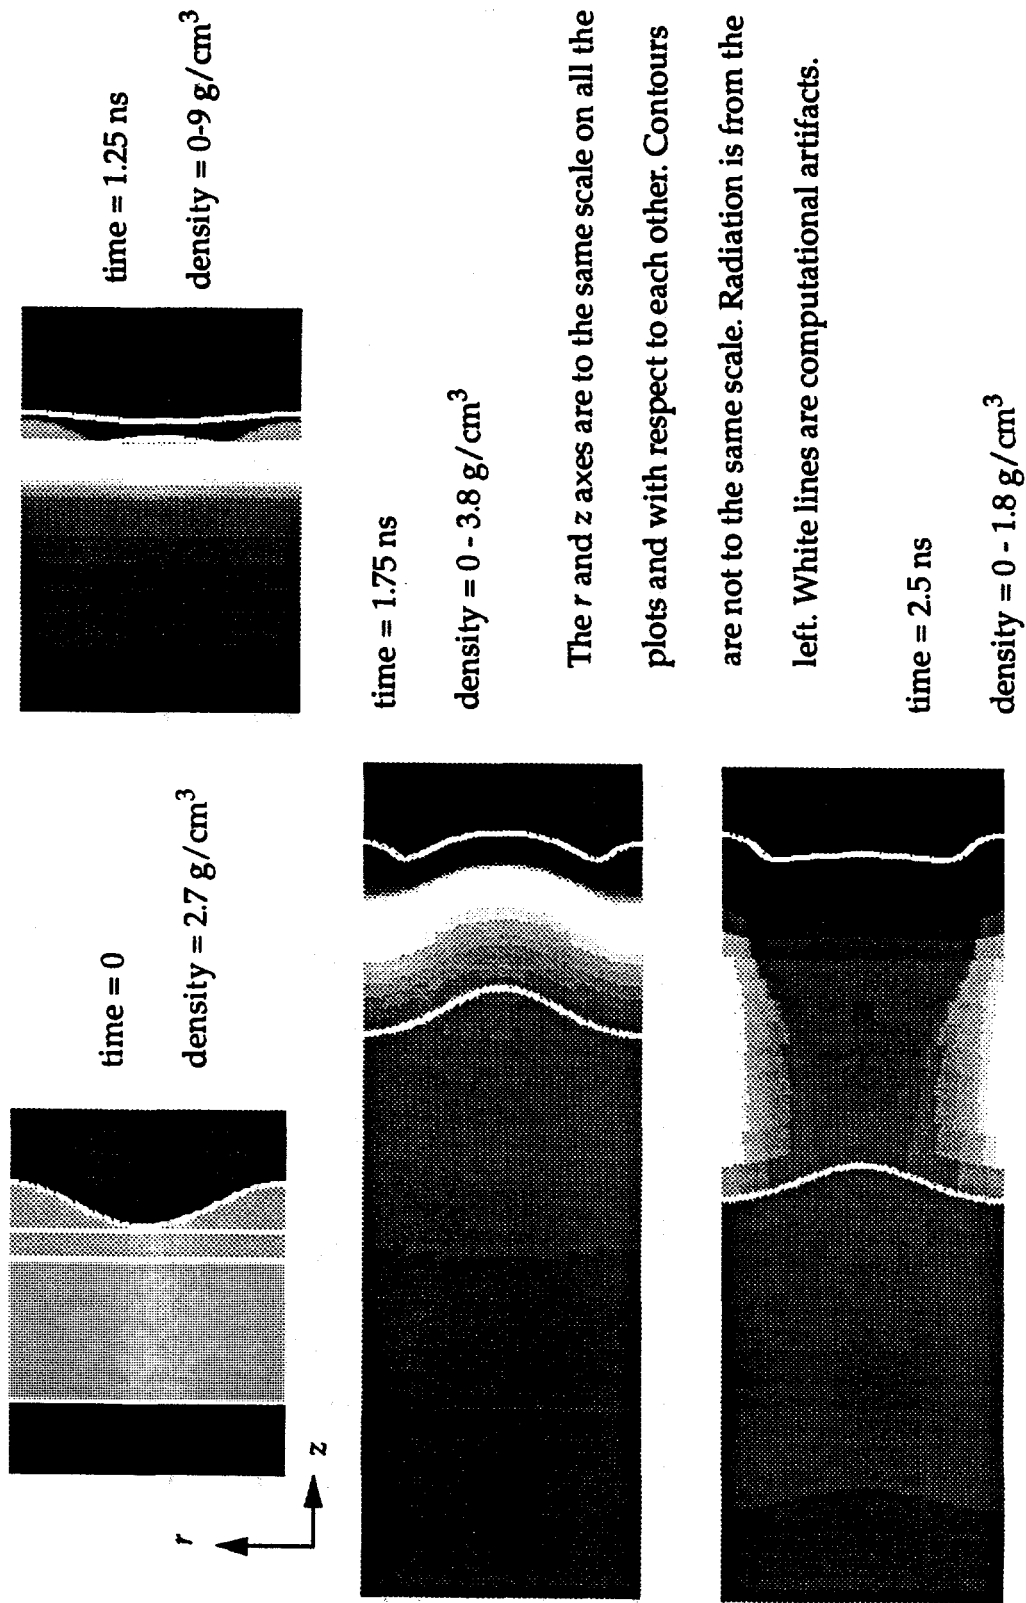 r
z
time = 0
density = 2.7 g/cm³
time = 1.25 ns
density = 0-9 g/cm³
time = 1.75 ns
density = 0 - 3.8 g/cm³
The r and z axes are to the same scale on all the
plots and with respect to each other. Contours
are not to the same scale. Radiation is from the
left. White lines are computational artifacts.
time = 2.5 ns
density = 0 - 1.8 g/cm³